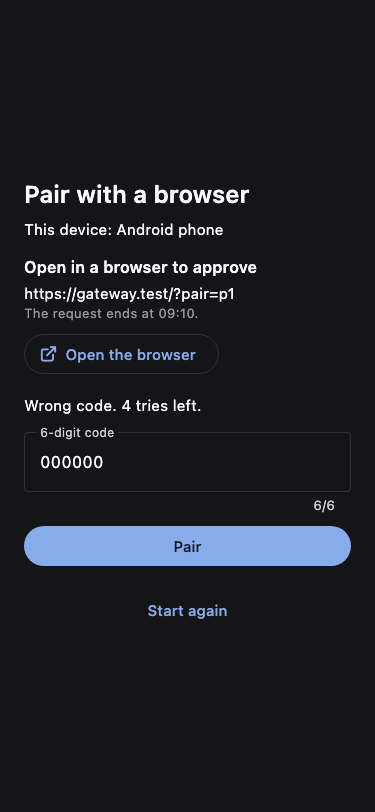 Pair with a browser
This device: Android phone
Open in a browser to approve
https://gateway.test/?pair=p1
The request ends at 09:10.
Open the browser
Wrong code. 4 tries left.
6-digit code
000000
6/6
Pair
Start again